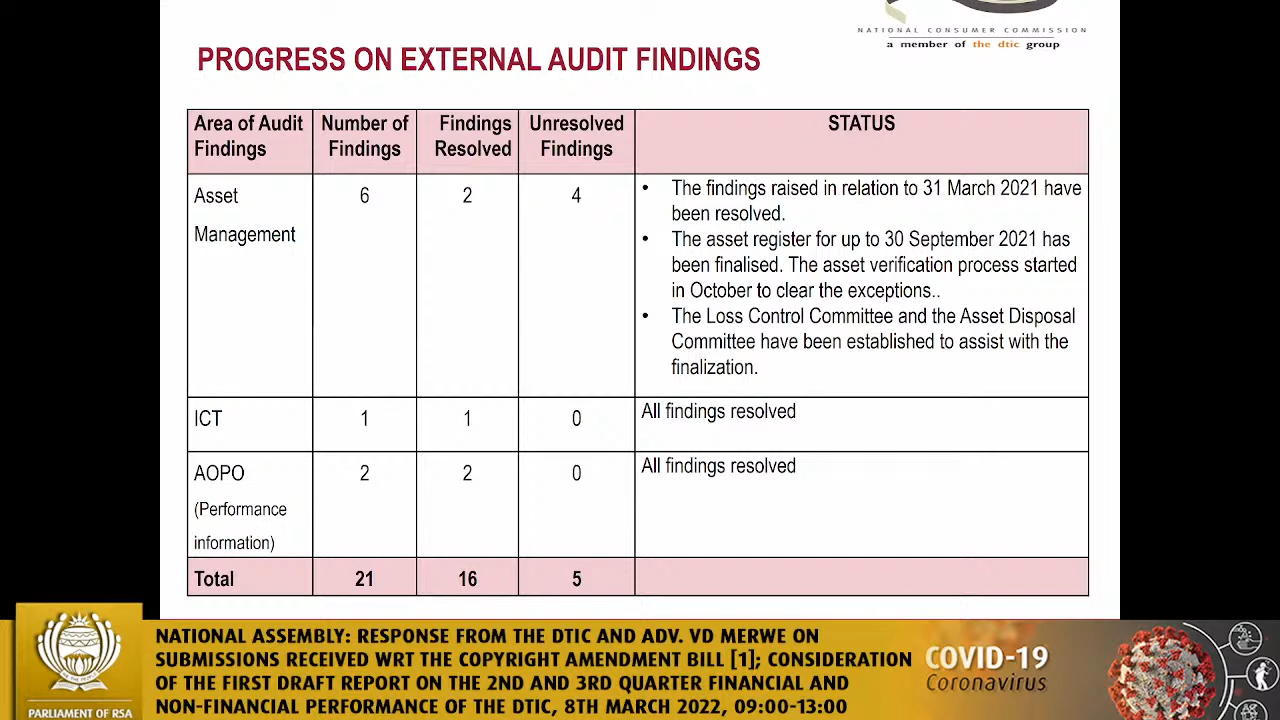 NATIONAL CONSUMER COMMISSION
a member of the dtic group
PROGRESS ON EXTERNAL AUDIT FINDINGS
Area of Audit Findings
Number of Findings
Findings Resolved
Unresolved Findings
STATUS
Asset
Management
6
2
4
• The findings raised in relation to 31 March 2021 have
been resolved.
• The asset register for up to 30 September 2021 has
been finalised. The asset verification process started
in October to clear the exceptions..
• The Loss Control Committee and the Asset Disposal
Committee have been established to assist with the
finalization.
ICT
1
1
0
All findings resolved
AOPO
(Performance
information)
2
2
0
All findings resolved
Total
21
16
5
NATIONAL ASSEMBLY: RESPONSE FROM THE DTIC AND ADV. VD MERWE ON
SUBMISSIONS RECEIVED WRT THE COPYRIGHT AMENDMENT BILL [1]; CONSIDERATION
OF THE FIRST DRAFT REPORT ON THE 2ND AND 3RD QUARTER FINANCIAL AND
NON-FINANCIAL PERFORMANCE OF THE DTIC, 8TH MARCH 2022, 09:00-13:00
COVID-19
Coronavirus
PARLIAMENT OF RSA